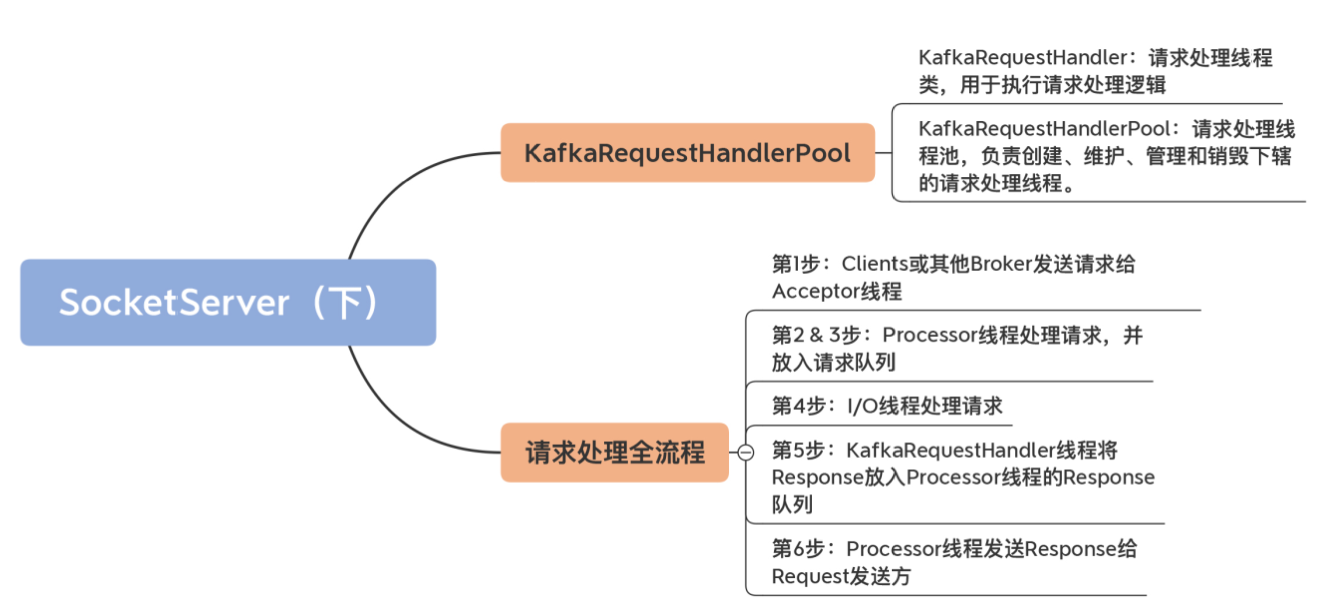 KafkaRequestHandler：请求处理线程
类，用于执行请求处理逻辑
KafkaRequestHandlerPool
KafkaRequestHandlerPool：请求处理线
程池，负责创建、维护、管理和销毁下辖
的请求处理线程。
SocketServer（下）
第1步：Clients或其他Broker发送请求给
Acceptor线程
第2 & 3步：Processor线程处理请求，并
放入请求队列
第4步：I/O线程处理请求
请求处理全流程
第5步：KafkaRequestHandler线程将
Response放入Processor线程的Response
队列
第6步：Processor线程发送Response给
Request发送方